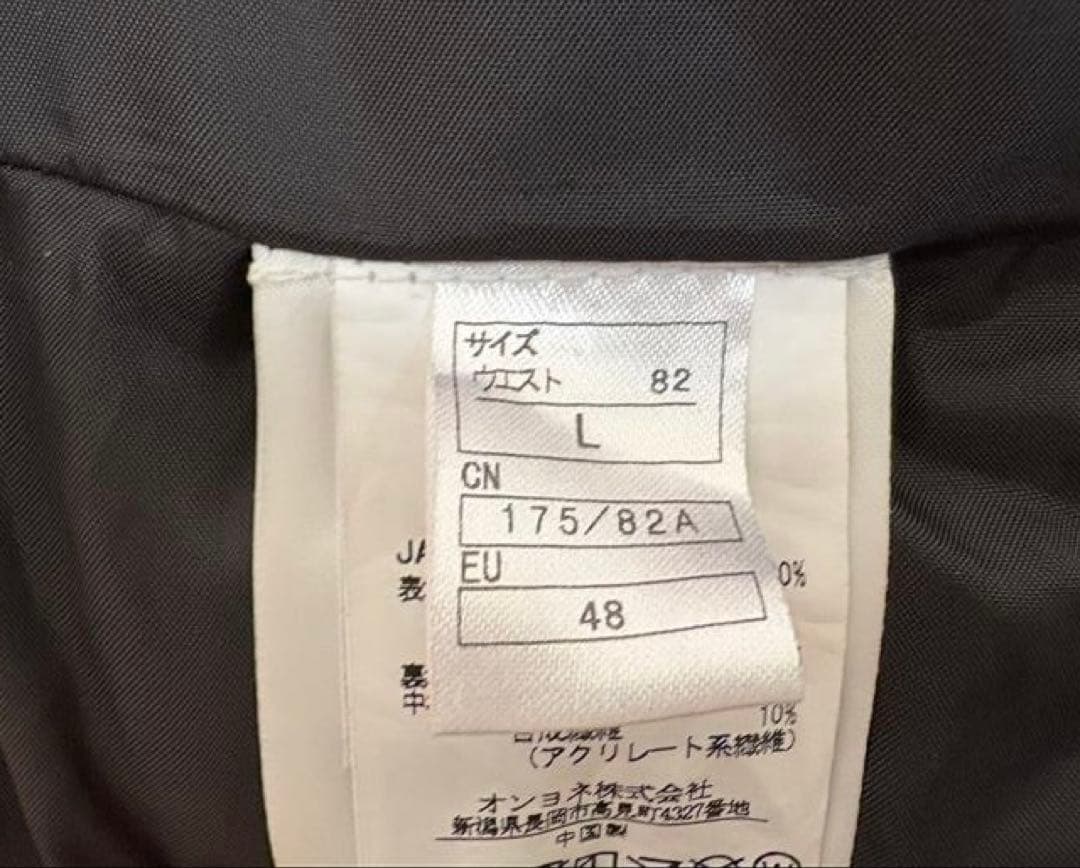 サイズ
ウエスト 82
L
CN
175/82A
EU
48
JA
表
0%
裏
中
10%
(アクリレート系繊維)
オンヨネ株式会社
新潟県長岡市高見町4327番地
中国製